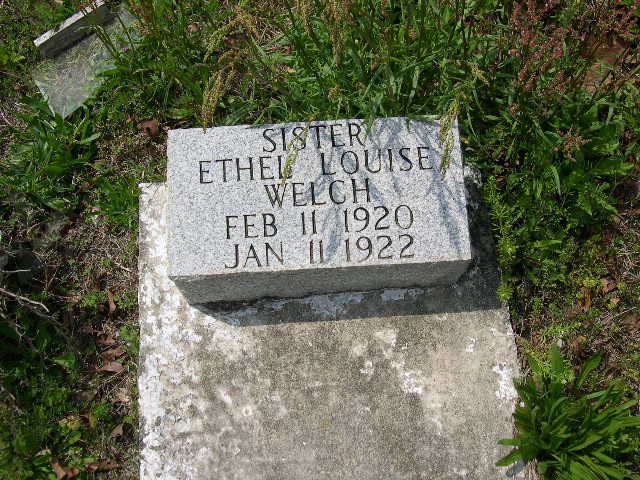 SISTER
ETHEL LOUISE
WELCH
FEB 11 1920
JAN 11 1922